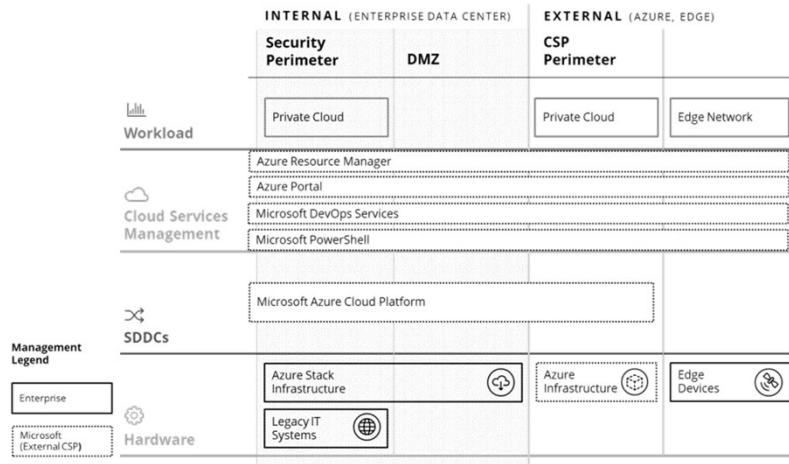 INTERNAL (ENTERPRISE DATA CENTER)
EXTERNAL (AZURE, EDGE)
Security
Perimeter
DMZ
CSP
Perimeter
Workload
Private Cloud
Private Cloud
Edge Network
Cloud Services
Management
Azure Resource Manager
Azure Portal
Microsoft DevOps Services
Microsoft PowerShell
SDDCs
Microsoft Azure Cloud Platform
Hardware
Azure Stack
Infrastructure
Azure
Infrastructure
Edge
Devices
Legacy IT
Systems
Management
Legend
Enterprise
Microsoft
(External CSP)